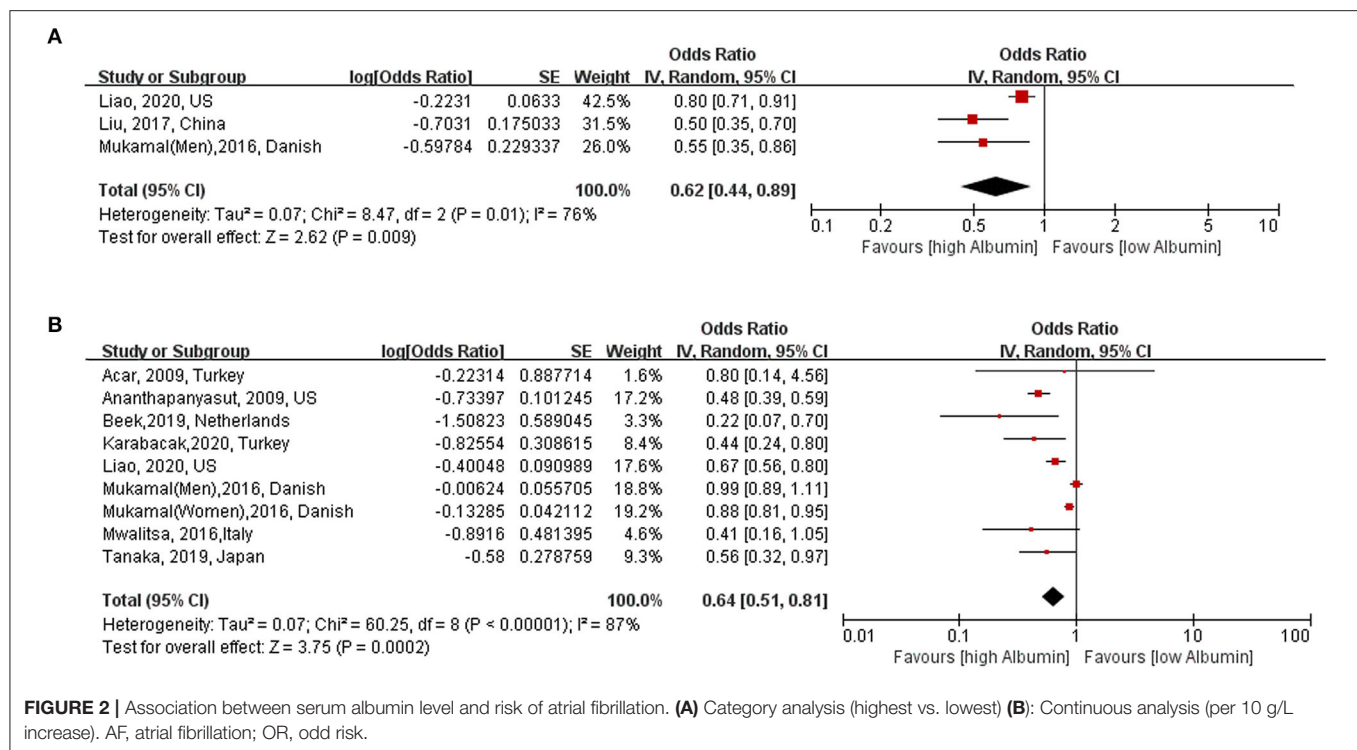 A
Odds Ratio Odds Ratio
Study or Subgroup log[Odds Ratio] SE Weight IV, Random, 95% CI IV, Random, 95% CI
Liao, 2020, US -0.2231 0.0633 42.5% 0.80 [0.71, 0.91]
Liu, 2017, China -0.7031 0.175033 31.5% 0.50 [0.35, 0.70]
Mukamal(Men),2016, Danish -0.59784 0.229337 26.0% 0.55 [0.35, 0.86]
Total (95% CI) 100.0% 0.62 [0.44, 0.89]
Heterogeneity: Tau² = 0.07; Chi² = 8.47, df = 2 (P = 0.01); I² = 76%
Test for overall effect: Z = 2.62 (P = 0.009)
0.1 0.2 0.5 1 2 5 10
Favours [high Albumin] Favours [low Albumin]
B
Odds Ratio Odds Ratio
Study or Subgroup log[Odds Ratio] SE Weight IV, Random, 95% CI IV, Random, 95% CI
Acar, 2009, Turkey -0.22314 0.887714 1.6% 0.80 [0.14, 4.56]
Ananthapanyasut, 2009, US -0.73397 0.101245 17.2% 0.48 [0.39, 0.59]
Beek,2019, Netherlands -1.50823 0.589045 3.3% 0.22 [0.07, 0.70]
Karabacak,2020, Turkey -0.82554 0.308615 8.4% 0.44 [0.24, 0.80]
Liao, 2020, US -0.40048 0.090989 17.6% 0.67 [0.56, 0.80]
Mukamal(Men),2016, Danish -0.00624 0.055705 18.8% 0.99 [0.89, 1.11]
Mukamal(Women),2016, Danish -0.13285 0.042112 19.2% 0.88 [0.81, 0.95]
Mwalitsa, 2016,Italy -0.8916 0.481395 4.6% 0.41 [0.16, 1.05]
Tanaka, 2019, Japan -0.58 0.278759 9.3% 0.56 [0.32, 0.97]
Total (95% CI) 100.0% 0.64 [0.51, 0.81]
Heterogeneity: Tau² = 0.07; Chi² = 60.25, df = 8 (P < 0.00001); I² = 87%
Test for overall effect: Z = 3.75 (P = 0.0002)
0.01 0.1 1 10 100
Favours [high Albumin] Favours [low Albumin]
FIGURE 2 | Association between serum albumin level and risk of atrial fibrillation. (A) Category analysis (highest vs. lowest) (B): Continuous analysis (per 10 g/L
increase). AF, atrial fibrillation; OR, odd risk.